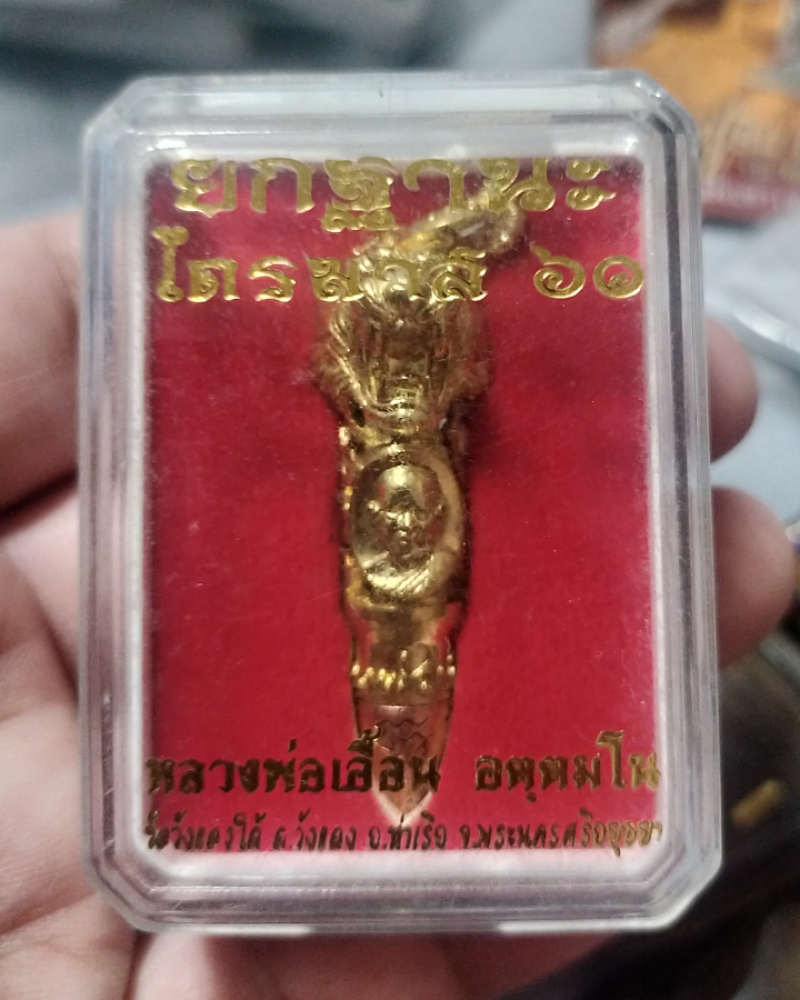 ยกฐานะ
ไตรมาส ๖๑
หลวงพ่อเอื้อน อตฺตมโน
วัดวังแดงใต้ ต.วังแดง อ.ท่าเรือ จ.พระนครศรีอยุธยา